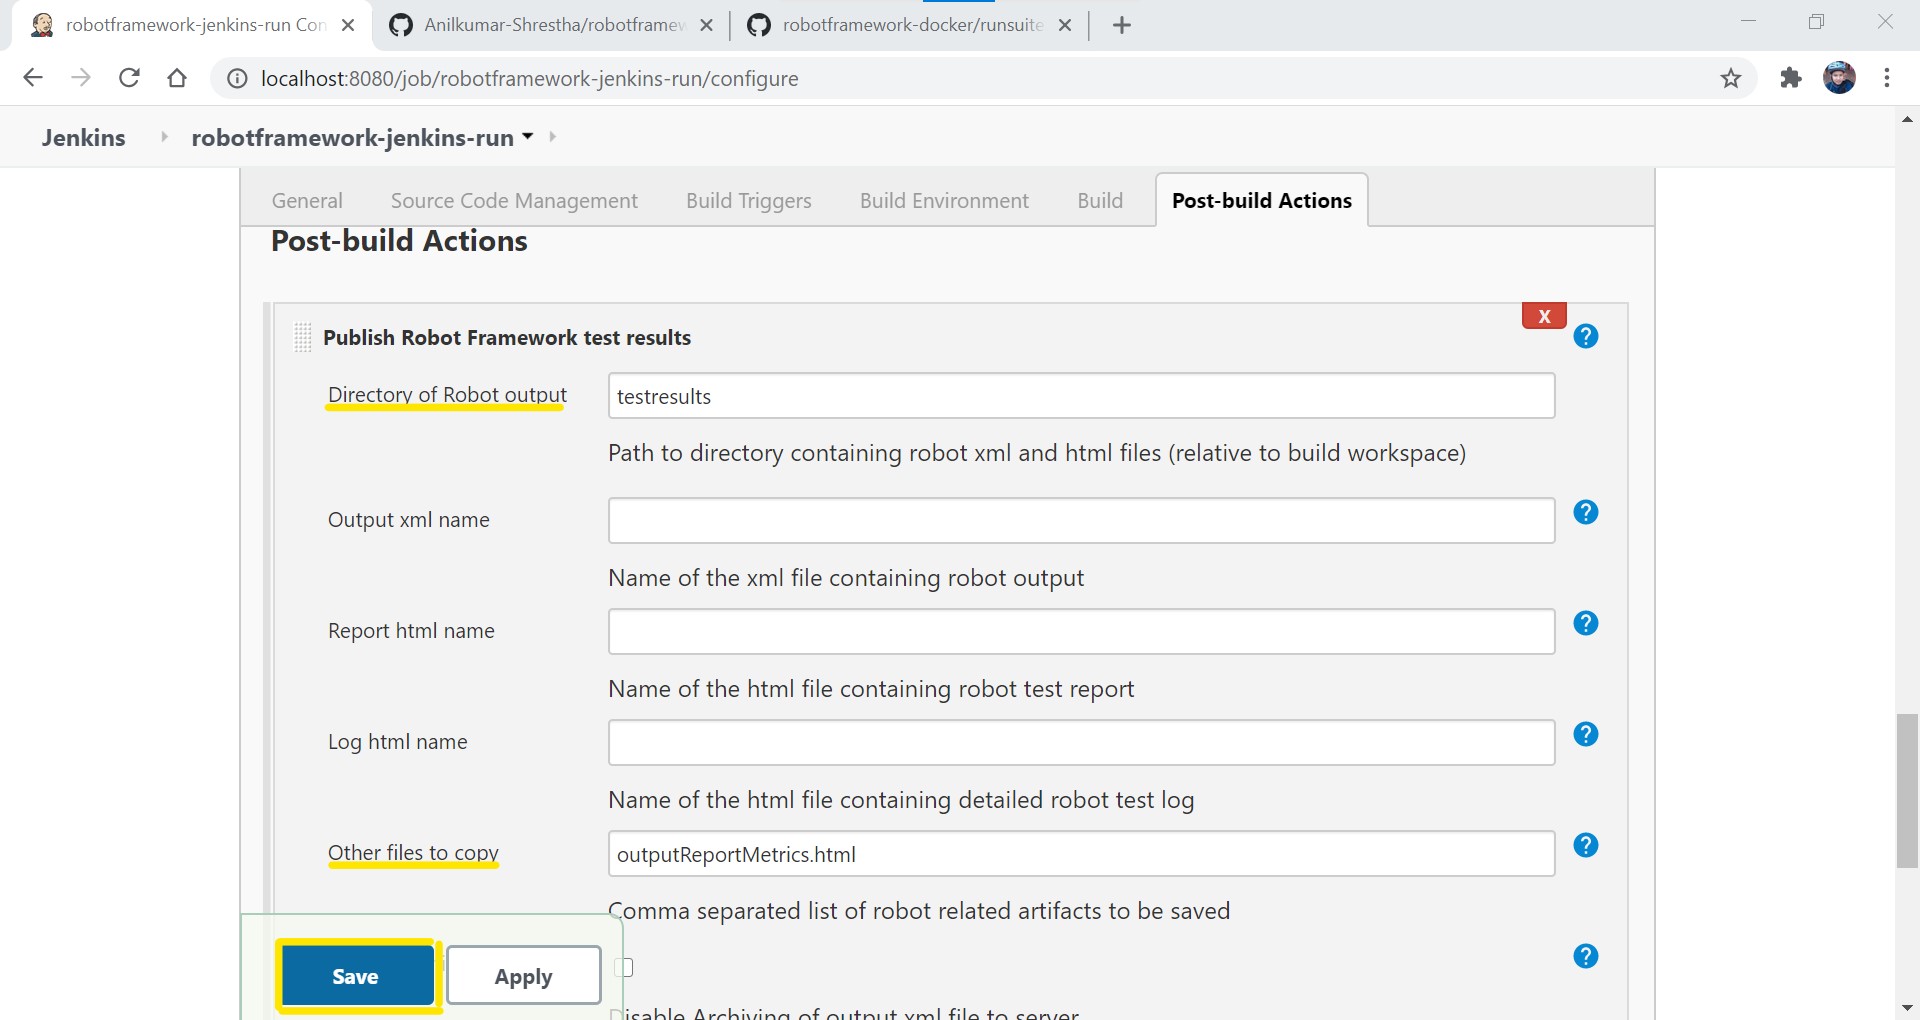 robotframework-jenkins-run Con
Anilkumar-Shrestha/robotframew
robotframework-docker/runsuite
localhost:8080/job/robotframework-jenkins-run/configure
Jenkins robotframework-jenkins-run
General Source Code Management Build Triggers Build Environment Build Post-build Actions
Post-build Actions
X
Publish Robot Framework test results ?
Directory of Robot output testresults
Path to directory containing robot xml and html files (relative to build workspace)
Output xml name ?
Name of the xml file containing robot output
Report html name ?
Name of the html file containing robot test report
Log html name ?
Name of the html file containing detailed robot test log
Other files to copy outputReportMetrics.html ?
Comma separated list of robot related artifacts to be saved
Save Apply ?
Disable Archiving of output xml file to server